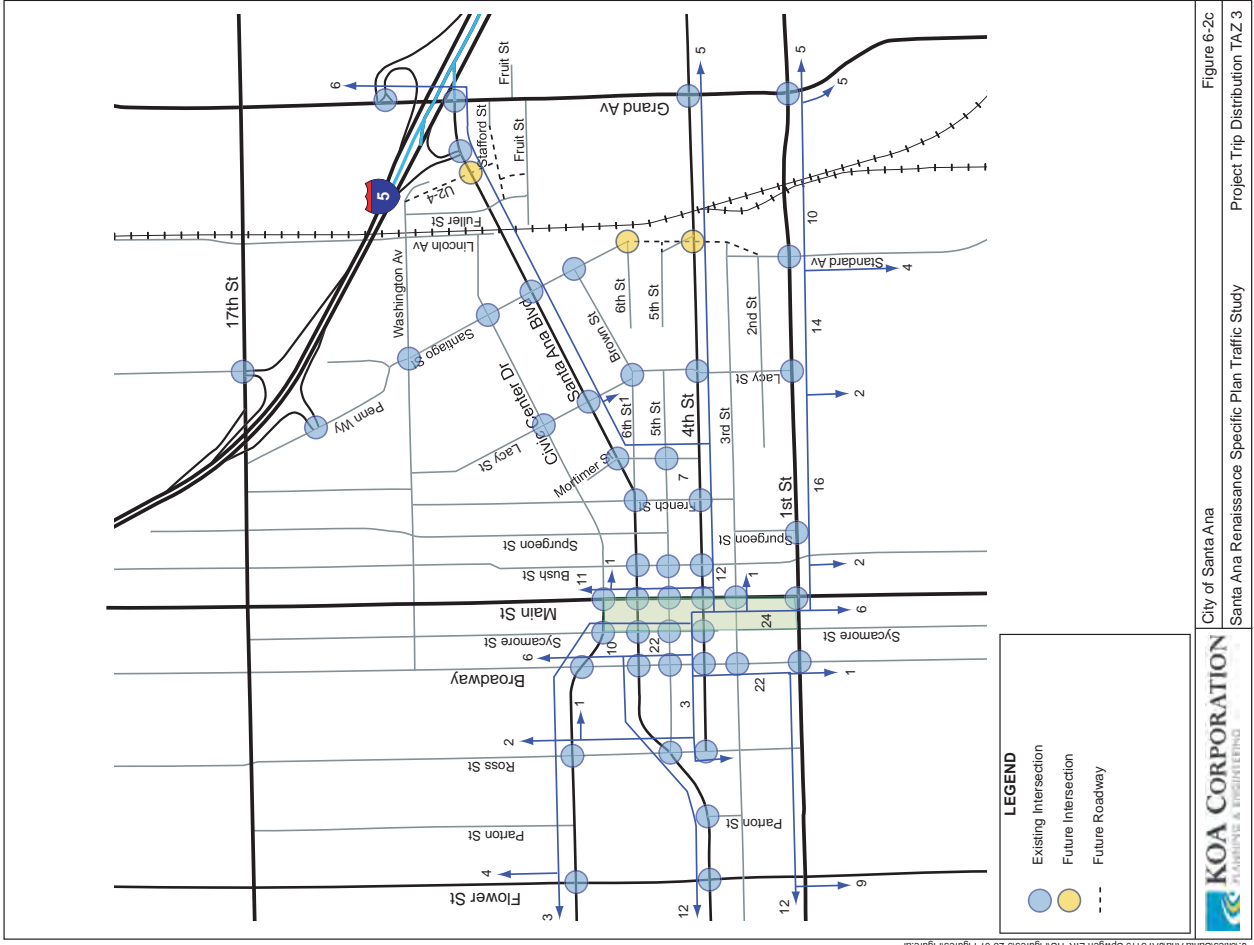 17th St
5
6
Fruit St
Stafford St
Fruit St
Grand Av
5
5
5
U2-4
Fuller St
Lincoln Av
Washington Av
Santiago St
Santa Ana Blvd
Civic Center Dr
Brown St
6th St
5th St
2nd St
Standard Av
4
10
14
Penn Wy
Lacy St
Lacy St
6th St
1
5th St
4th St
3rd St
2
Mortimer St
7
French St
1st St
16
Spurgeon St
Spurgeon St
Bush St
1
11
12
1
2
Main St
6
24
Sycamore St
Sycamore St
10
22
6
Broadway
22
1
1
3
2
Ross St
Parton St
Parton St
Flower St
4
3
12
12
9
LEGEND
Existing Intersection
Future Intersection
Future Roadway
KOA CORPORATION
PLANNING & ENGINEERING
City of Santa Ana
Figure 6-2c
Santa Ana Renaissance Specific Plan Traffic Study
Project Trip Distribution TAZ 3